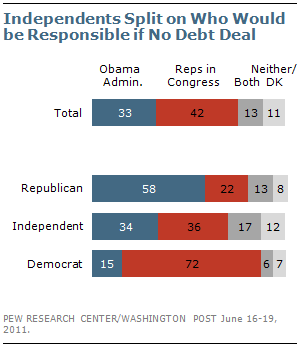 Independents Split on Who Would
be Responsible if No Debt Deal
Obama Reps in Neither/
Admin. Congress Both DK
Total 33 42 13 11
Republican 58 22 13 8
Independent 34 36 17 12
Democrat 15 72 6 7
PEW RESEARCH CENTER/WASHINGTON POST June 16-19,
2011.